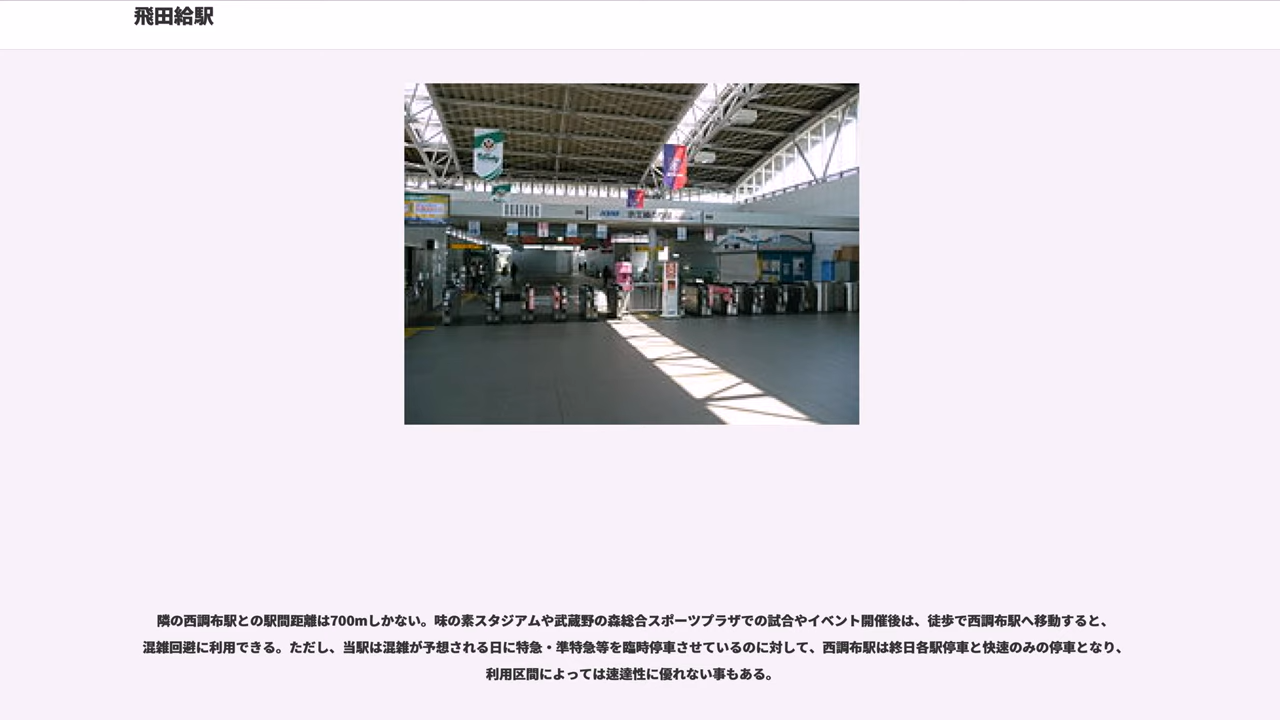 飛田給駅
隣の西調布駅との駅間距離は700mしかない。味の素スタジアムや武蔵野の森総合スポーツプラザでの試合やイベント開催後は、徒歩で西調布駅へ移動すると、
混雑回避に利用できる。ただし、当駅は混雑が予想される日に特急・準特急等を臨時停車させているのに対して、西調布駅は終日各駅停車と快速のみの停車となり、
利用区間によっては速達性に優れない事もある。